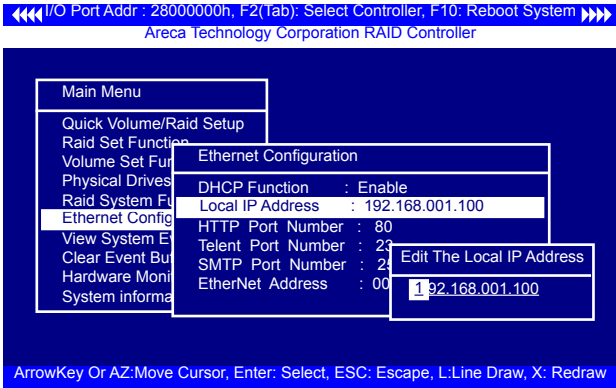 I/O Port Addr : 28000000h, F2(Tab): Select Controller, F10: Reboot System
Areca Technology Corporation RAID Controller
Main Menu
Quick Volume/Raid Setup
Raid Set Function
Volume Set Fun
Physical Drives
Raid System Fu
Ethernet Config
View System Ev
Clear Event Buf
Hardware Moni
System informa
Ethernet Configuration
DHCP Function : Enable
Local IP Address : 192.168.001.100
HTTP Port Number : 80
Telent Port Number : 23
SMTP Port Number : 25
EtherNet Address : 00
Edit The Local IP Address
192.168.001.100
ArrowKey Or AZ:Move Cursor, Enter: Select, ESC: Escape, L:Line Draw, X: Redraw